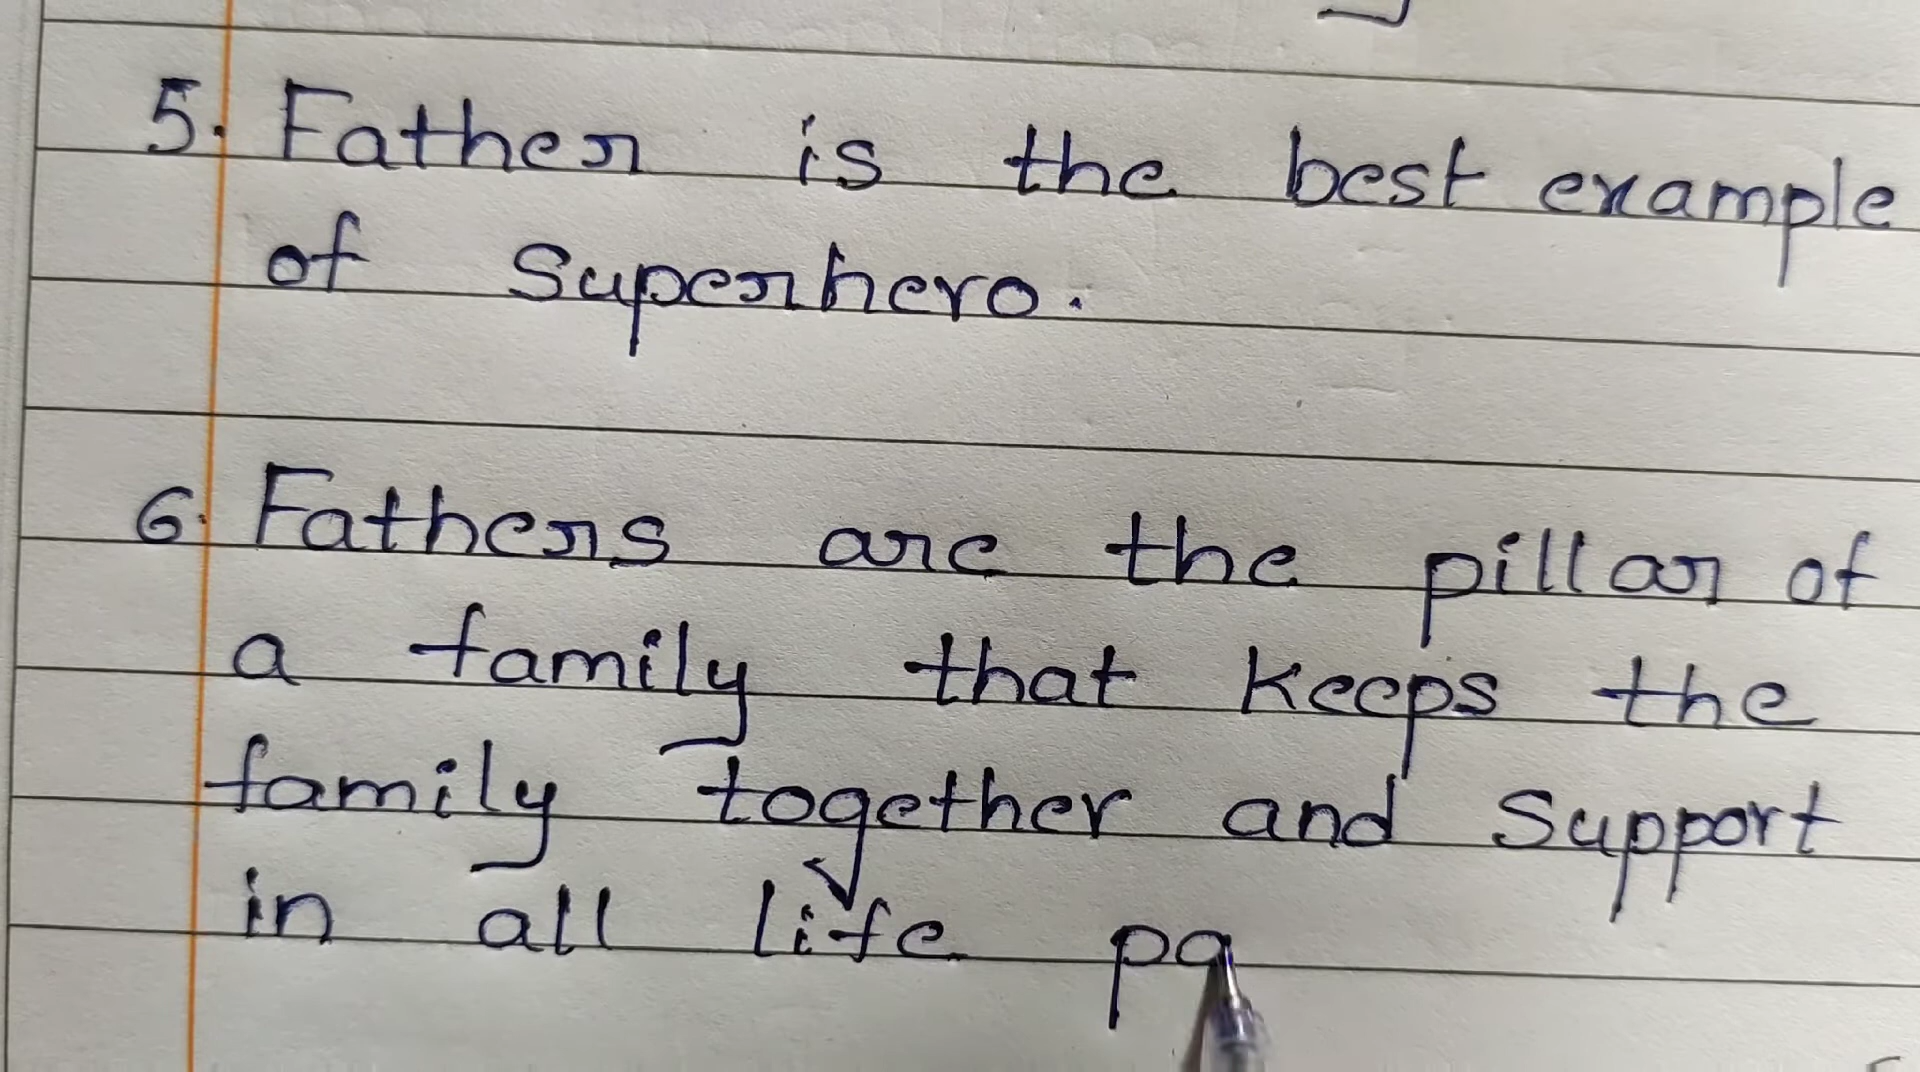 5. Father is the best example
of Superhero.
6. Fathers are the pillar of
a family that keeps the
family together and Support
in all life pa